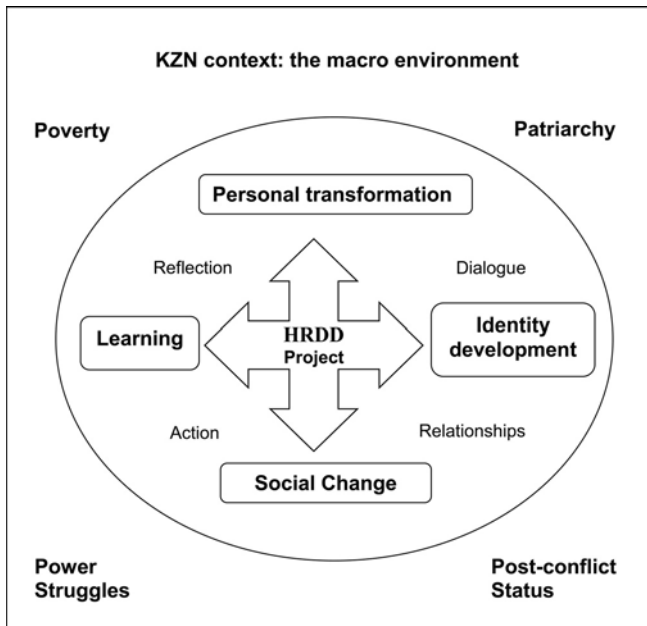 KZN context: the macro environment
Poverty
Patriarchy
Personal transformation
Reflection
Dialogue
Learning
HRDD
Project
Identity
development
Action
Relationships
Social Change
Power
Struggles
Post-conflict
Status